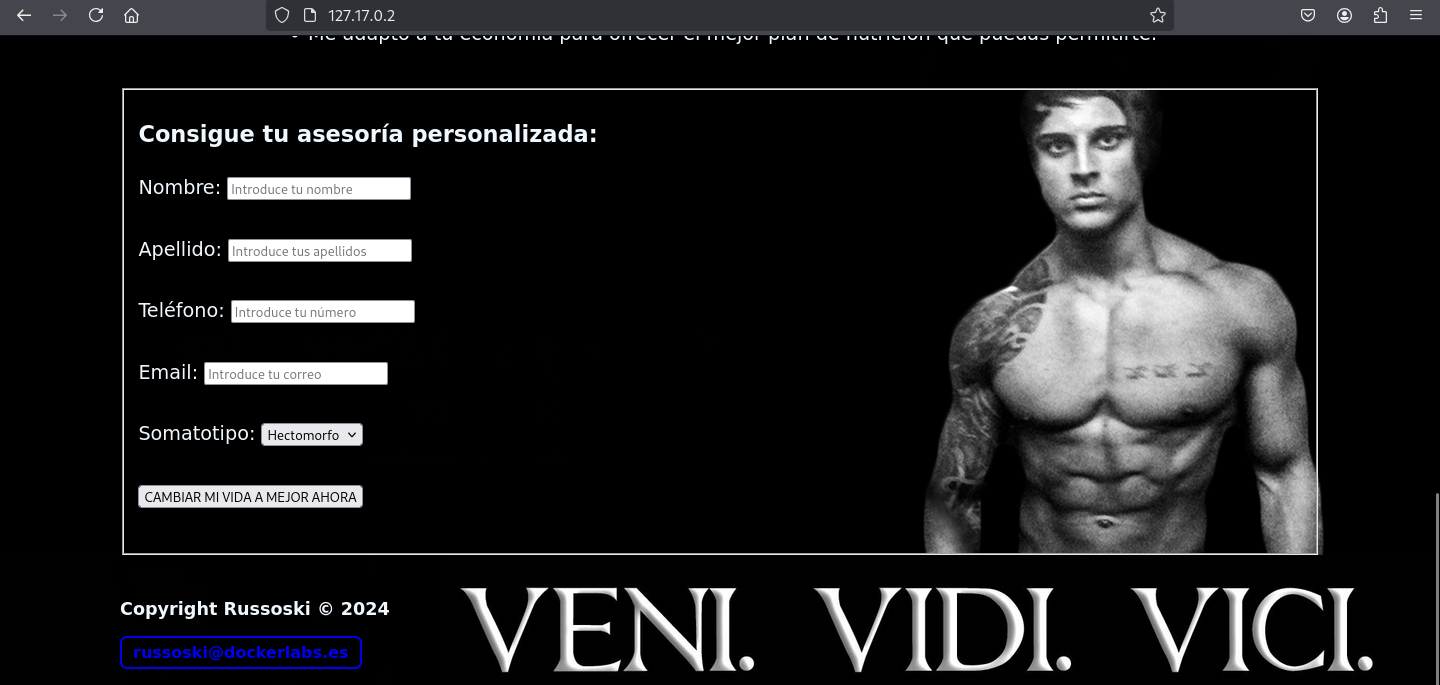 127.17.0.2
• Me adapto a tu economía para ofrecer el mejor plan de nutrición que puedas permitirte.
Consigue tu asesoría personalizada:
Nombre: Introduce tu nombre
Apellido: Introduce tus apellidos
Teléfono: Introduce tu número
Email: Introduce tu correo
Somatotipo: Hectomorfo
CAMBIAR MI VIDA A MEJOR AHORA
Copyright Russoski © 2024
russoski@dockerlabs.es
VENI. VIDI. VICI.